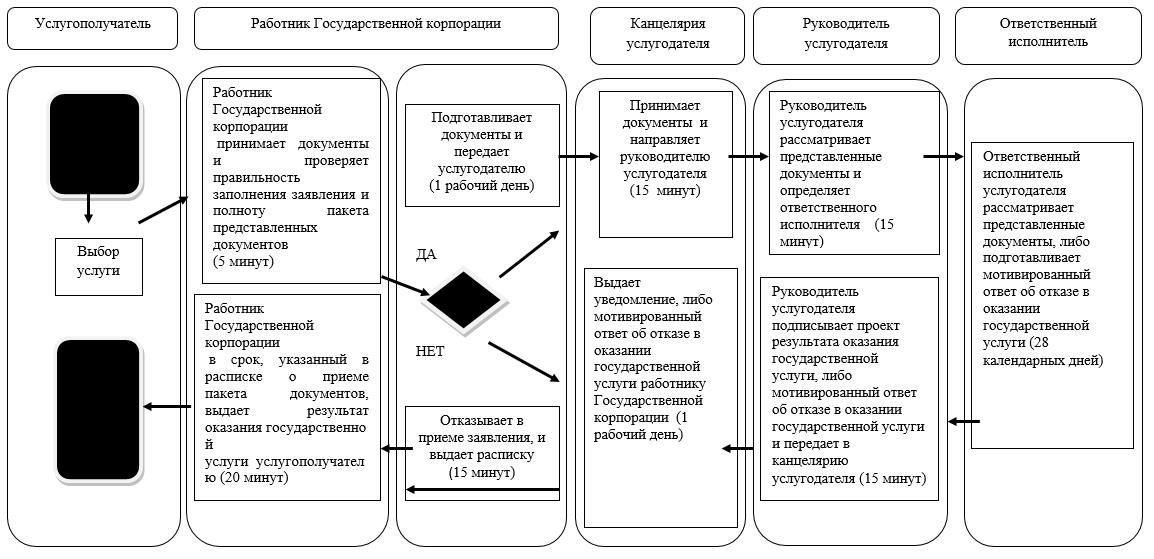 Услугополучатель
Работник Государственной корпорации
Канцелярия
услугодателя
Руководитель
услугодателя
Ответственный
исполнитель
Выбор
услуги
Работник
Государственной
корпорации
принимает документы
и проверяет
правильность
заполнения заявления и
полноту пакета
представленных
документов
(5 минут)
Подготавливает
документы и
передает
услугодателю
(1 рабочий день)
Принимает
документы и
направляет
руководителю
услугодателя
(15 минут)
Руководитель
услугодателя
рассматривает
представленные
документы и
определяет
ответственного
исполнителя (15
минут)
Ответственный
исполнитель
услугодателя
рассматривает
представленные
документы, либо
подготавливает
мотивированный
ответ об отказе в
оказании
государственной
услуги (28
календарных дней)
ДА
НЕТ
Работник
Государственной
корпорации
в срок, указанный в
расписке о приеме
пакета документов,
выдает результат
оказания государственно
й
услуги услугополучател
ю (20 минут)
Отказывает в
приеме заявления, и
выдает расписку
(15 минут)
Выдает
уведомление, либо
мотивированный
ответ об отказе в
оказании
государственной
услуги работнику
Государственной
корпорации (1
рабочий день)
Руководитель
услугодателя
подписывает проект
результата оказания
государственной
услуги, либо
мотивированный ответ
об отказе в оказании
государственной услуги
и передает в
канцелярию
услугодателя (15 минут)